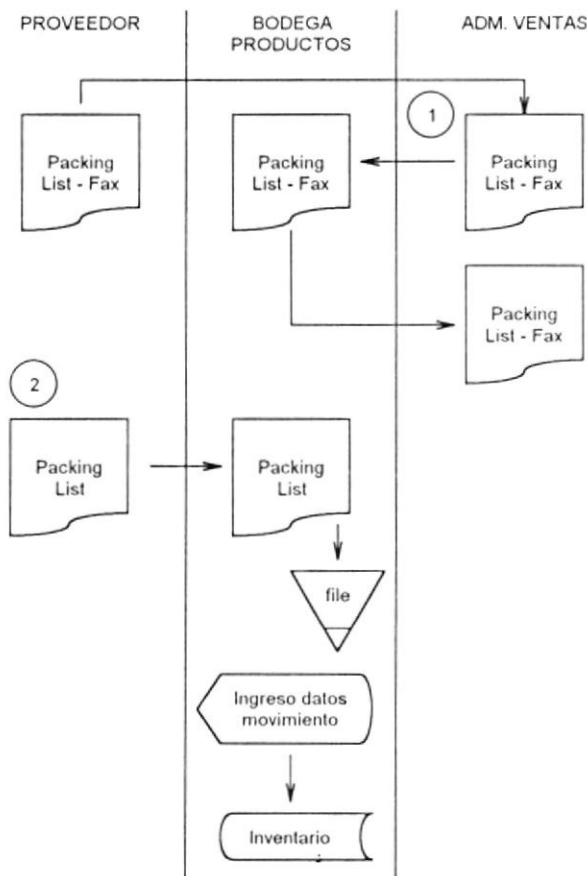 PROVEEDOR
BODEGA
PRODUCTOS
ADM. VENTAS
1
Packing
List - Fax
Packing
List - Fax
Packing
List - Fax
Packing
List - Fax
2
Packing
List
Packing
List
file
Ingreso datos
movimiento
Inventario